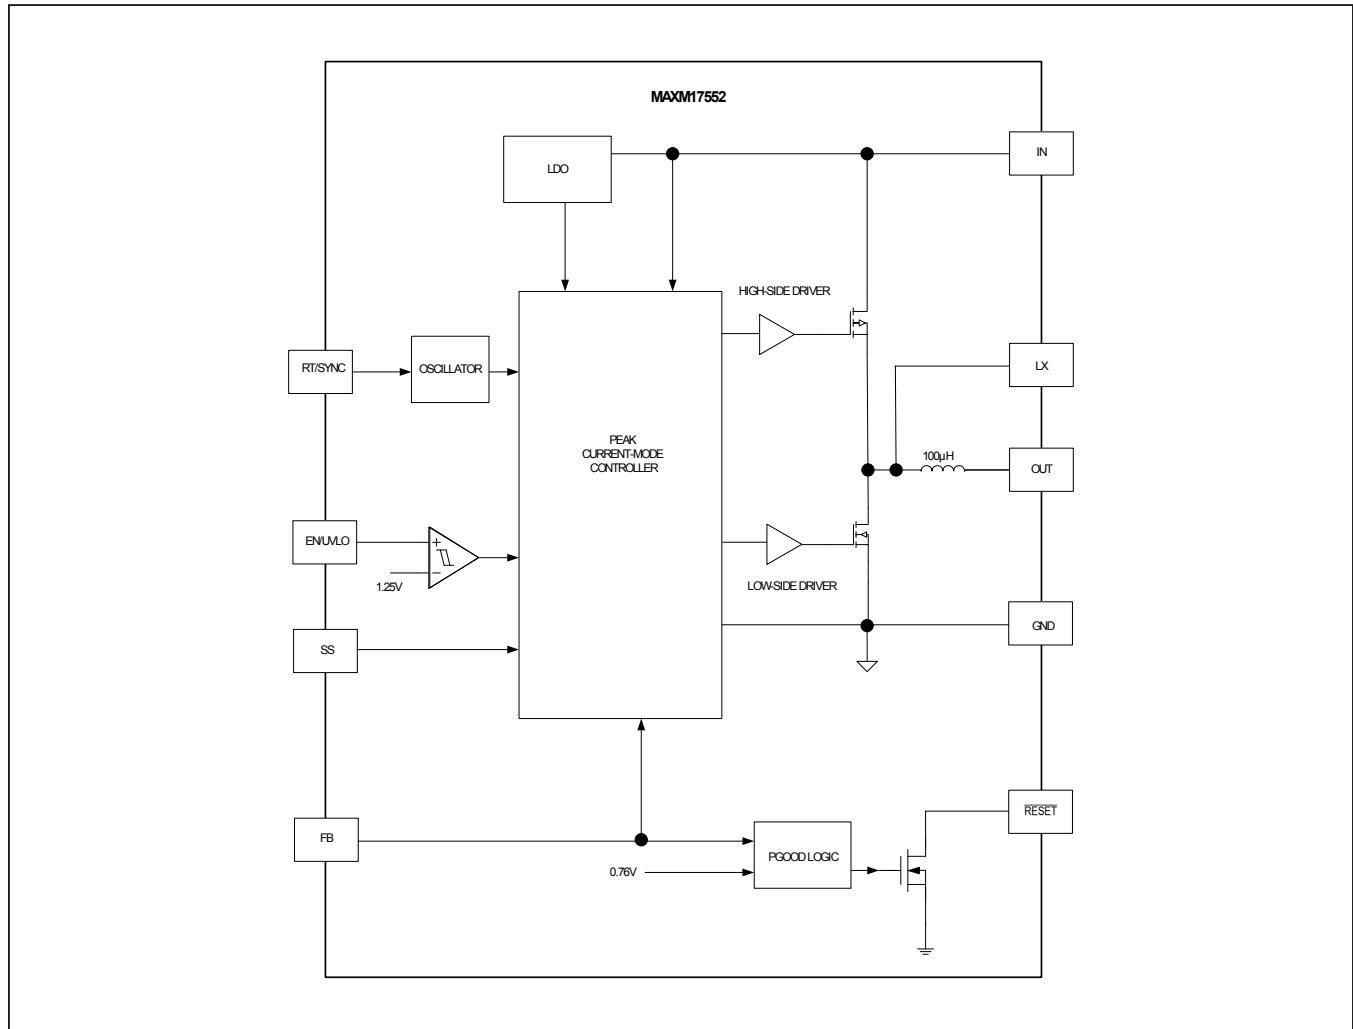 MAXM17552
LDO
IN
HIGH-SIDE DRIVER
RT/SYNC
OSCILLATOR
LX
PEAK
CURRENT-MODE
CONTROLLER
100µH
OUT
EN/UVLO
+
−
1.25V
LOW-SIDE DRIVER
SS
GND
RESET
FB
PGOOD LOGIC
0.76V